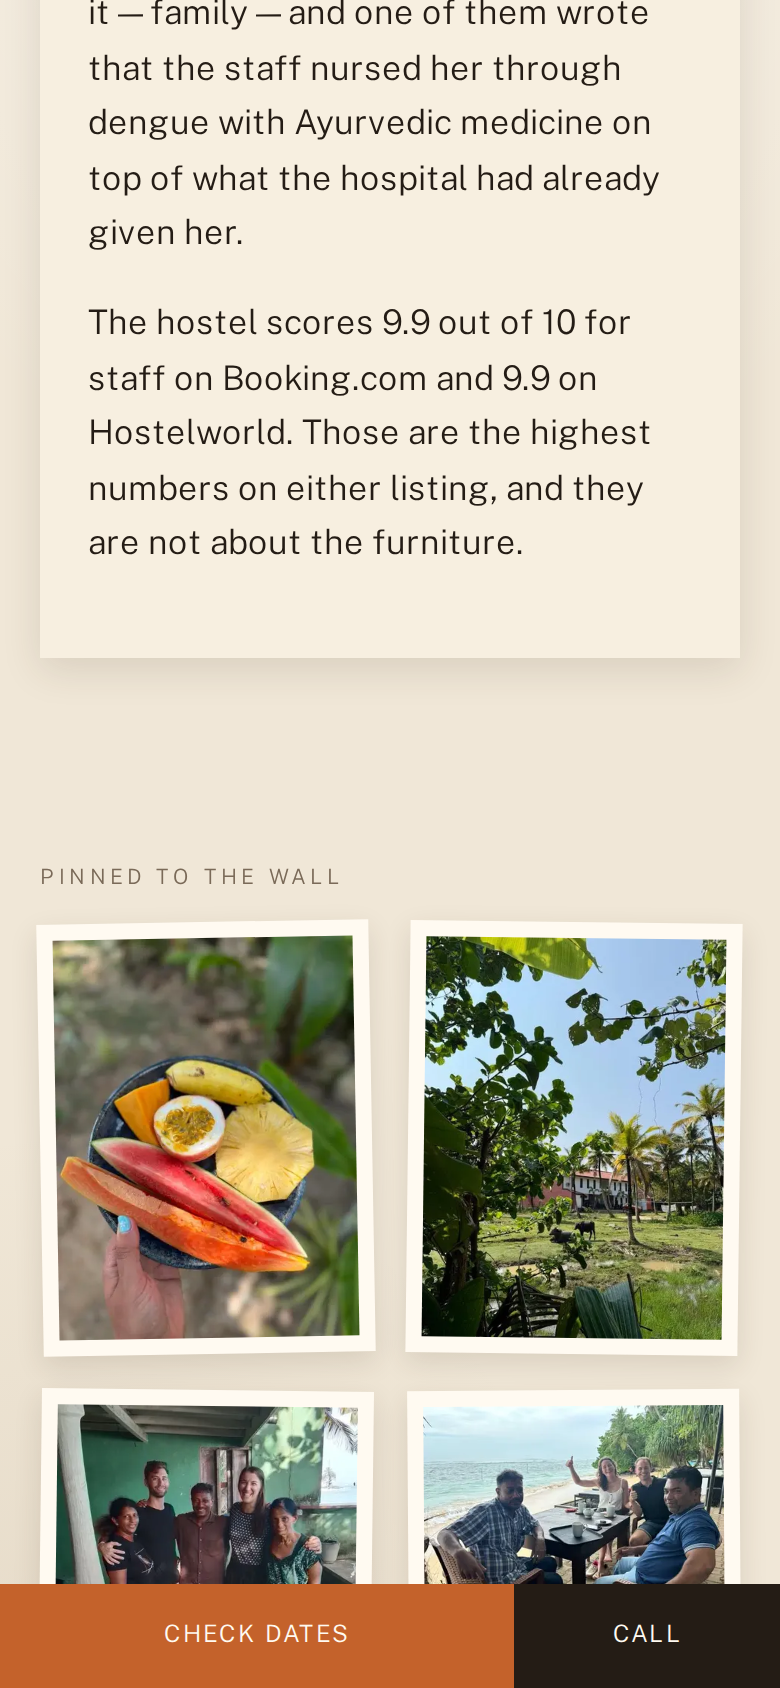 it — family — and one of them wrote
that the staff nursed her through
dengue with Ayurvedic medicine on
top of what the hospital had already
given her.
The hostel scores 9.9 out of 10 for
staff on Booking.com and 9.9 on
Hostelworld. Those are the highest
numbers on either listing, and they
are not about the furniture.
PINNED TO THE WALL
CHECK DATES
CALL